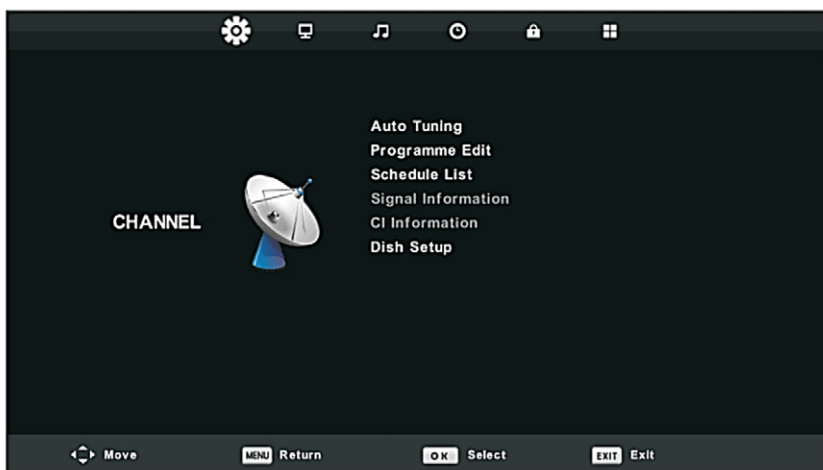 Auto Tuning
Programme Edit
Schedule List
Signal Information
CI Information
Dish Setup
CHANNEL
Move
MENU Return
OK Select
EXIT Exit